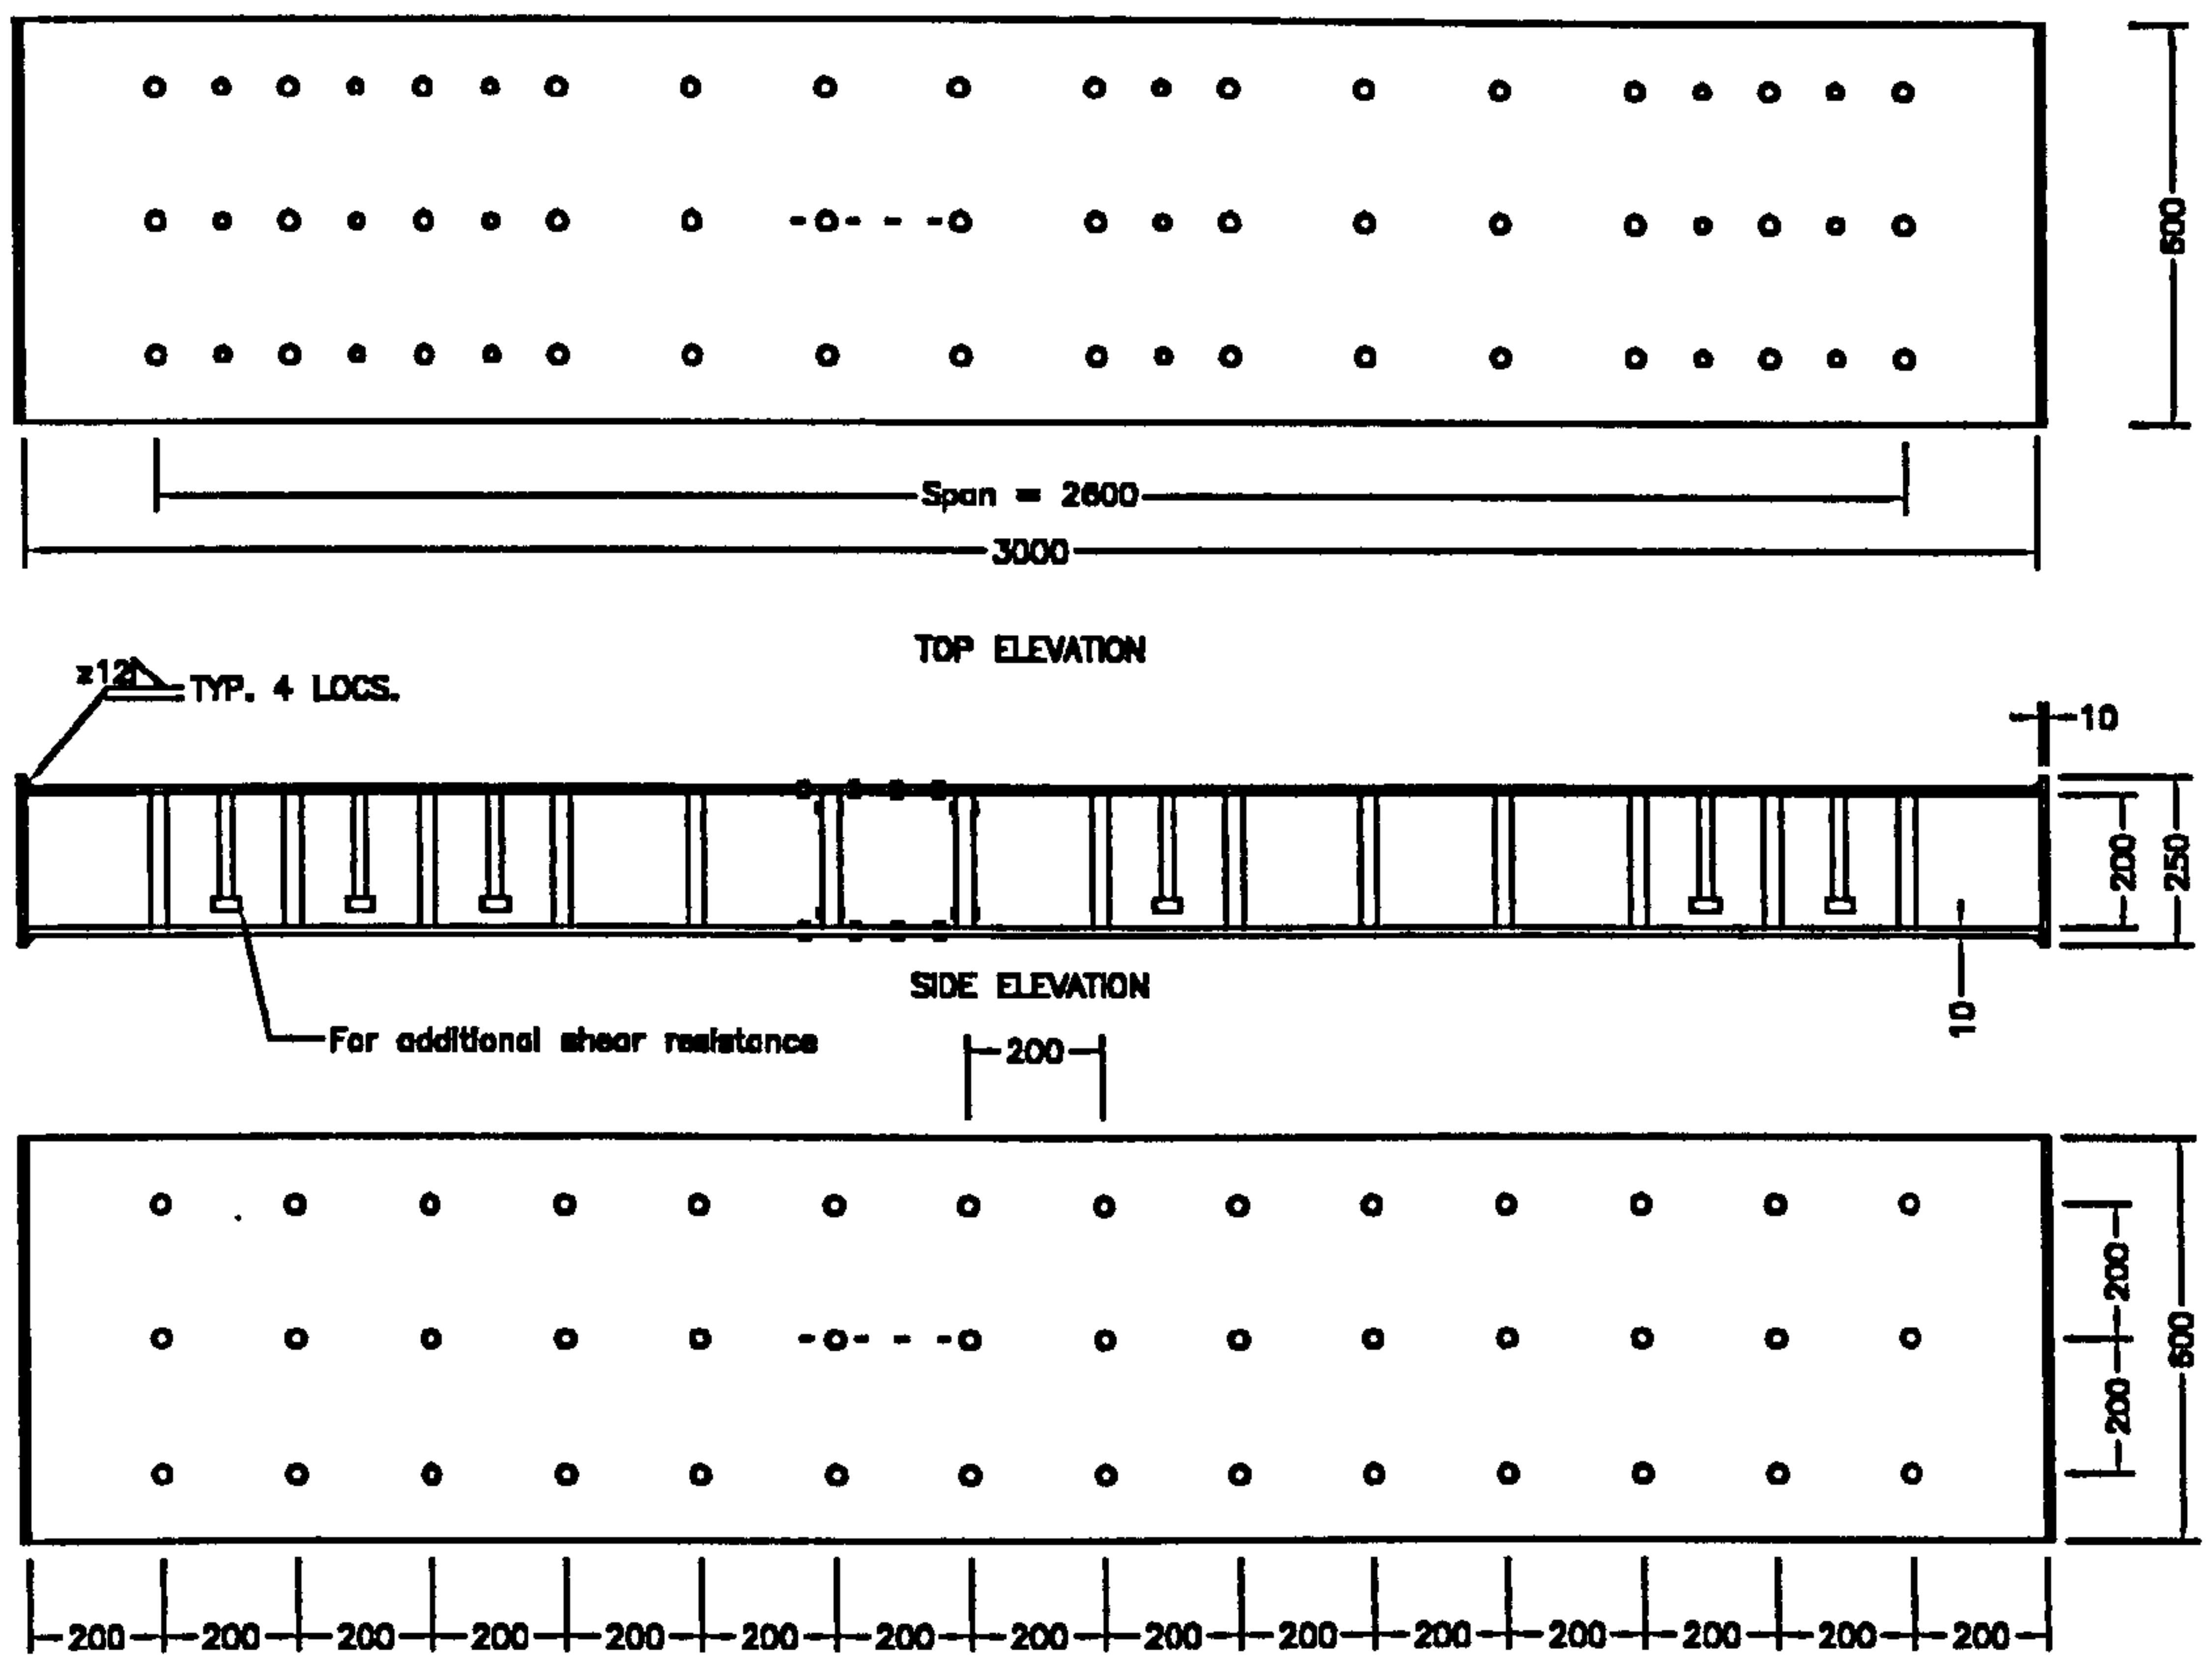 600
Span = 2600
3000
TOP ELEVATION
z12 TYP. 4 LOCS.
10
200
250
SIDE ELEVATION
10
For additional shear resistance
200
200
600
200
200 200 200 200 200 200 200 200 200 200 200 200 200 200 200